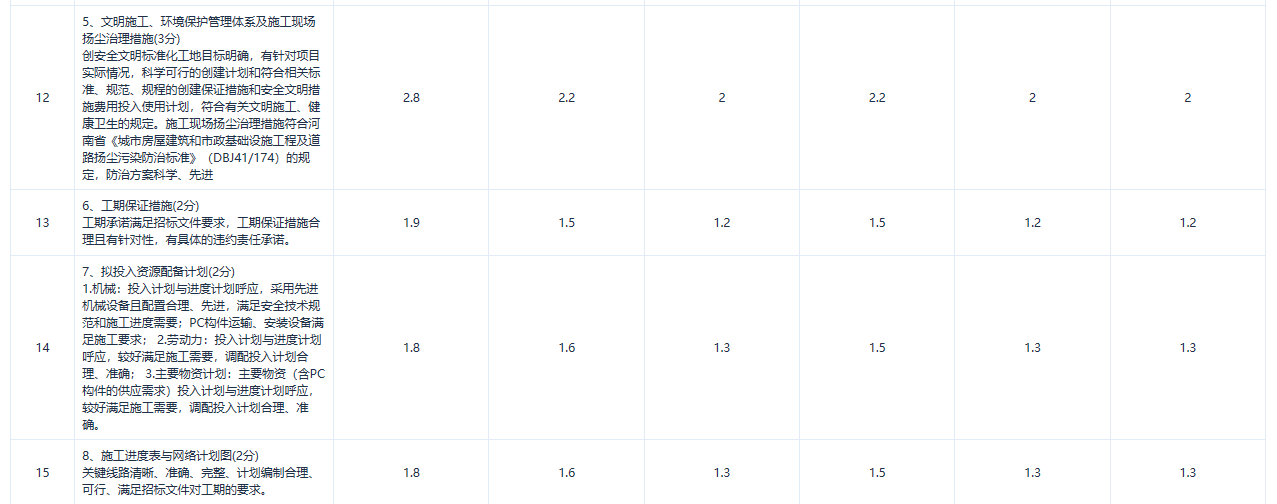 5、文明施工、环境保护管理体系及施工现场
扬尘治理措施(3分)
创安全文明标准化工地目标明确，有针对项目
实际情况，科学可行的创建计划和符合相关标
准、规范、规程的创建保证措施和安全文明措
施费用投入使用计划，符合有关文明施工、健
康卫生的规定。施工现场扬尘治理措施符合河
南省《城市房屋建筑和市政基础设施工程及道
路扬尘污染防治标准》（DBJ41/174）的规
定，防治方案科学、先进
12 2.8 2.2 2 2.2 2 2
6、工期保证措施(2分)
工期承诺满足招标文件要求，工期保证措施合
理且有针对性，有具体的违约责任承诺。
13 1.9 1.5 1.2 1.5 1.2 1.2
7、拟投入资源配备计划(2分)
1.机械：投入计划与进度计划呼应，采用先进
机械设备且配置合理、先进，满足安全技术规
范和施工进度需要；PC构件运输、安装设备满
足施工要求； 2.劳动力：投入计划与进度计划
呼应，较好满足施工需要，调配投入计划合
理、准确； 3.主要物资计划：主要物资（含PC
构件的供应需求）投入计划与进度计划呼应，
较好满足施工需要，调配投入计划合理、准
确。
14 1.8 1.6 1.3 1.5 1.3 1.3
8、施工进度表与网络计划图(2分)
关键线路清晰、准确、完整、计划编制合理、
可行、满足招标文件对工期的要求。
15 1.8 1.6 1.3 1.5 1.3 1.3